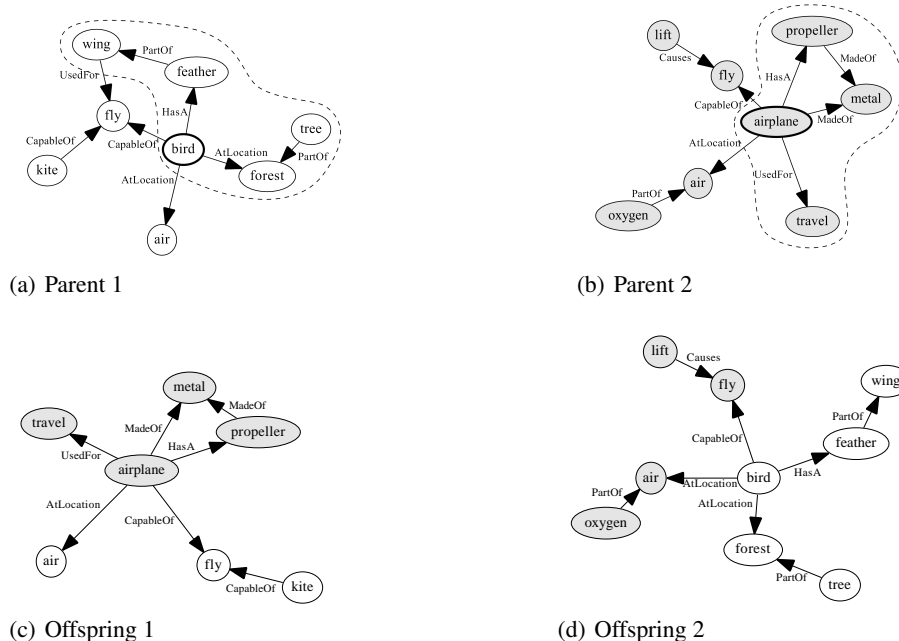 wing
PartOf
UsedFor
feather
HasA
fly
CapableOf
CapableOf
bird
tree
AtLocation
PartOf
kite
forest
AtLocation
air
(a) Parent 1
lift
Causes
fly
propeller
HasA
MadeOf
metal
CapableOf
airplane
MadeOf
AtLocation
UsedFor
air
PartOf
oxygen
travel
(b) Parent 2
metal
travel
MadeOf
MadeOf
propeller
UsedFor
HasA
airplane
AtLocation
CapableOf
air
fly
CapableOf
kite
(c) Offspring 1
lift
Causes
fly
wing
PartOf
CapableOf
feather
HasA
air
AtLocation
bird
PartOf
AtLocation
oxygen
forest
PartOf
tree
(d) Offspring 2